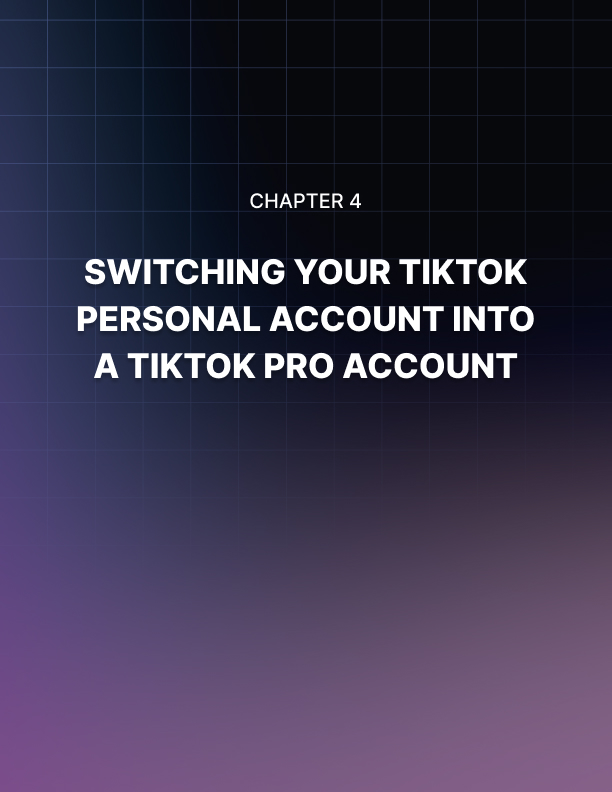 CHAPTER 4
SWITCHING YOUR TIKTOK
PERSONAL ACCOUNT INTO
A TIKTOK PRO ACCOUNT